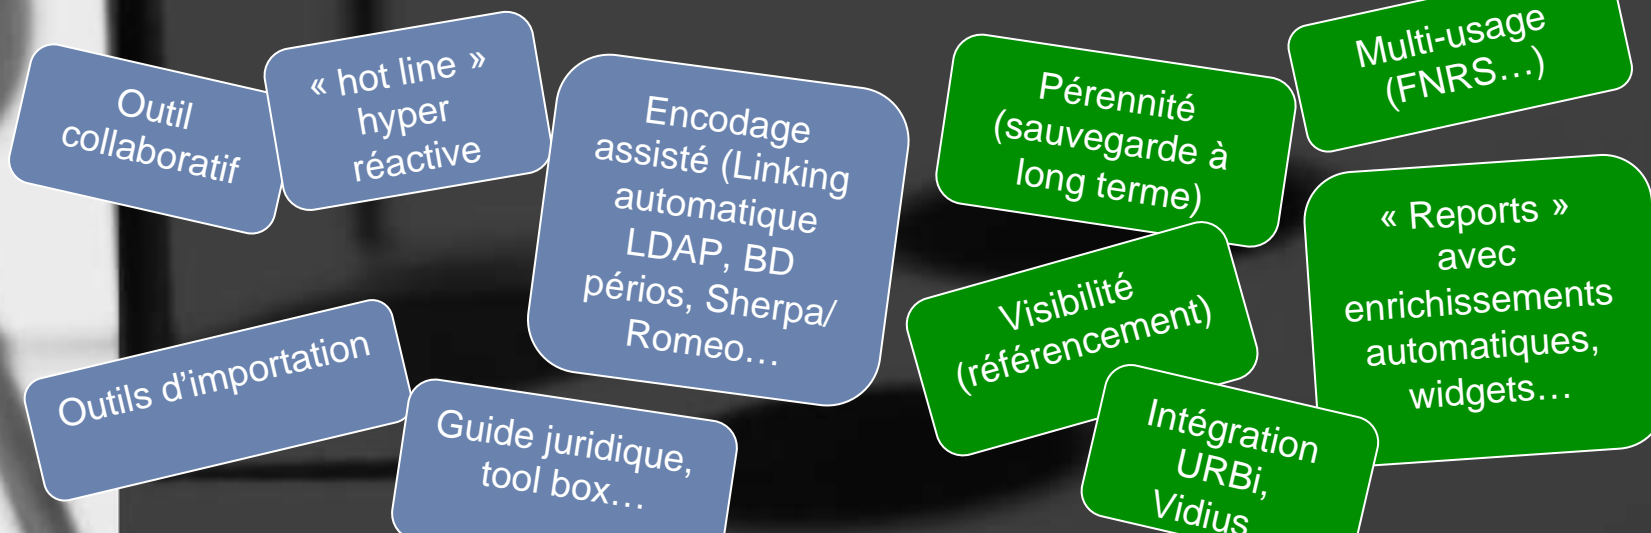 Outil
collaboratif
« hot line »
hyper
réactive
Encodage
assisté (Linking
automatique
LDAP, BD
périos, Sherpa/
Romeo…
Outils d’importation
Guide juridique,
tool box…
Pérennité
(sauvegarde à
long terme)
Multi-usage
(FNRS…)
Visibilité
(référencement)
« Reports »
avec
enrichissements
automatiques,
widgets…
Intégration
URBi,
Vidius